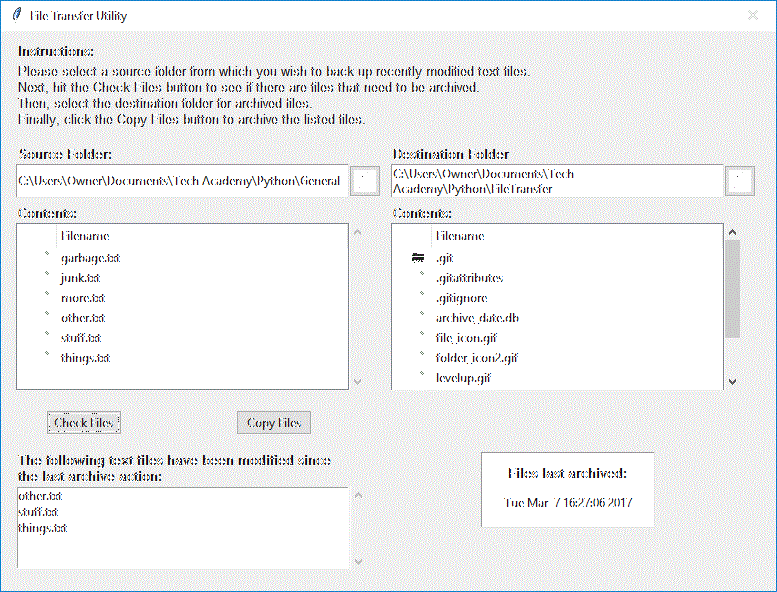 File Transfer Utility
Instructions:
Please select a source folder from which you wish to back up recently modified text files.
Next, hit the Check Files button to see if there are files that need to be archived.
Then, select the destination folder for archived files.
Finally, click the Copy Files button to archive the listed files.
Source Folder:
C:\Users\Owner\Documents\Tech Academy\Python\General
Contents:
Filename
garbage.txt
junk.txt
more.txt
other.txt
stuff.txt
things.txt
Destination Folder
C:\Users\Owner\Documents\Tech
Academy\Python\FileTransfer
Contents:
Filename
.git
.gitattributes
.gitignore
archive_date.db
file_icon.gif
folder_icon2.gif
levelup.gif
Check Files
Copy Files
The following text files have been modified since
the last archive action:
other.txt
stuff.txt
things.txt
Files last archived:
Tue Mar 7 16:27:06 2017